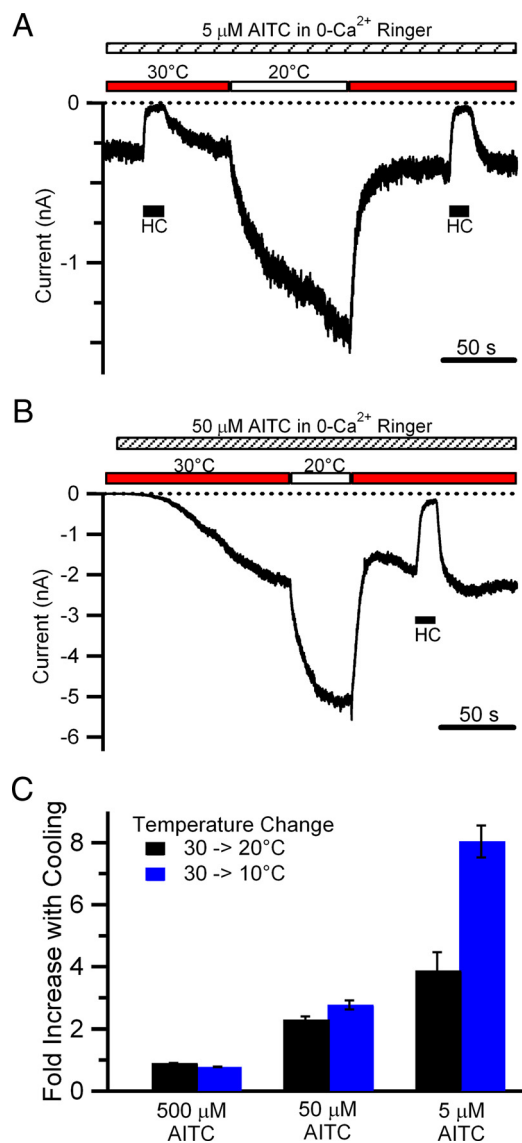 A
5 μM AITC in 0-Ca²⁺ Ringer
30°C 20°C
0
-1
Current (nA)
HC HC
50 s
B
50 μM AITC in 0-Ca²⁺ Ringer
30°C 20°C
0
-1
-2
-3
-4
-5
-6
Current (nA)
HC
50 s
C
Temperature Change
30 -> 20°C
30 -> 10°C
Fold Increase with Cooling
8
6
4
2
0
500 μM 50 μM 5 μM
AITC AITC AITC